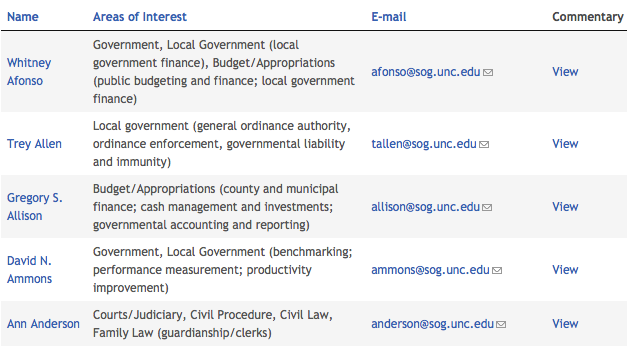 Name Areas of Interest E-mail Commentary
Whitney Afonso
Government, Local Government (local
government finance), Budget/Appropriations
(public budgeting and finance; local government
finance)
afonso@sog.unc.edu
View
Trey Allen
Local government (general ordinance authority,
ordinance enforcement, governmental liability
and immunity)
tallen@sog.unc.edu
View
Gregory S.
Allison
Budget/Appropriations (county and municipal
finance; cash management and investments;
governmental accounting and reporting)
allison@sog.unc.edu
View
David N.
Ammons
Government, Local Government (benchmarking;
performance measurement; productivity
improvement)
ammons@sog.unc.edu
View
Ann Anderson
Courts/Judiciary, Civil Procedure, Civil Law,
Family Law (guardianship/clerks)
anderson@sog.unc.edu
View